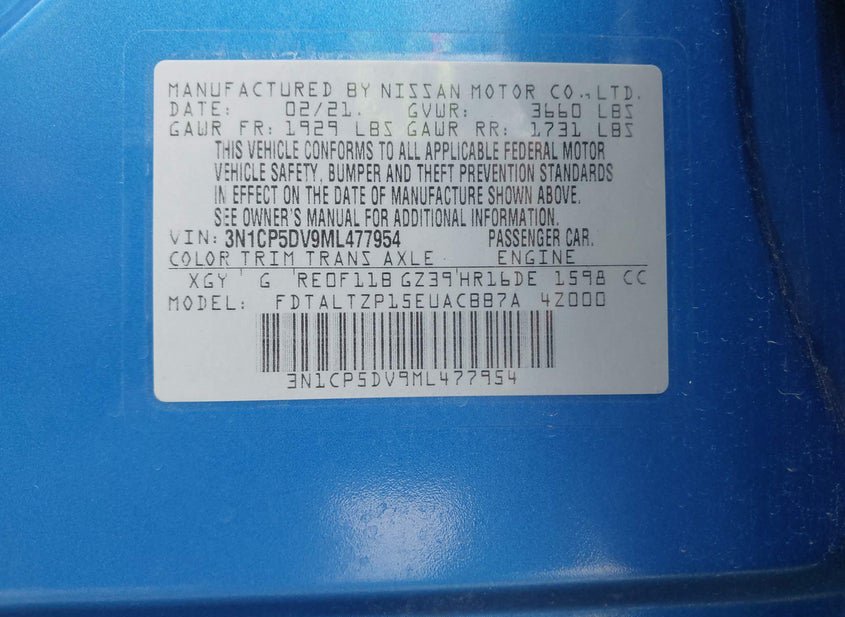 MANUFACTURED BY NISSAN MOTOR CO., LTD.
DATE: 02/21. GVWR: 3660 LBS
GAWR FR: 1929 LBS GAWR RR: 1731 LBS
THIS VEHICLE CONFORMS TO ALL APPLICABLE FEDERAL MOTOR
VEHICLE SAFETY, BUMPER AND THEFT PREVENTION STANDARDS
IN EFFECT ON THE DATE OF MANUFACTURE SHOWN ABOVE.
SEE OWNER'S MANUAL FOR ADDITIONAL INFORMATION.
VIN: 3N1CP5DV9ML477954 PASSENGER CAR.
COLOR TRIM TRANS AXLE ENGINE
XGY ' G ' RE0F11B GZ39'HR16DE 1598 CC
MODEL: FDTALTZP15EUACBB7A 4Z000
3N1CP5DV9ML477954